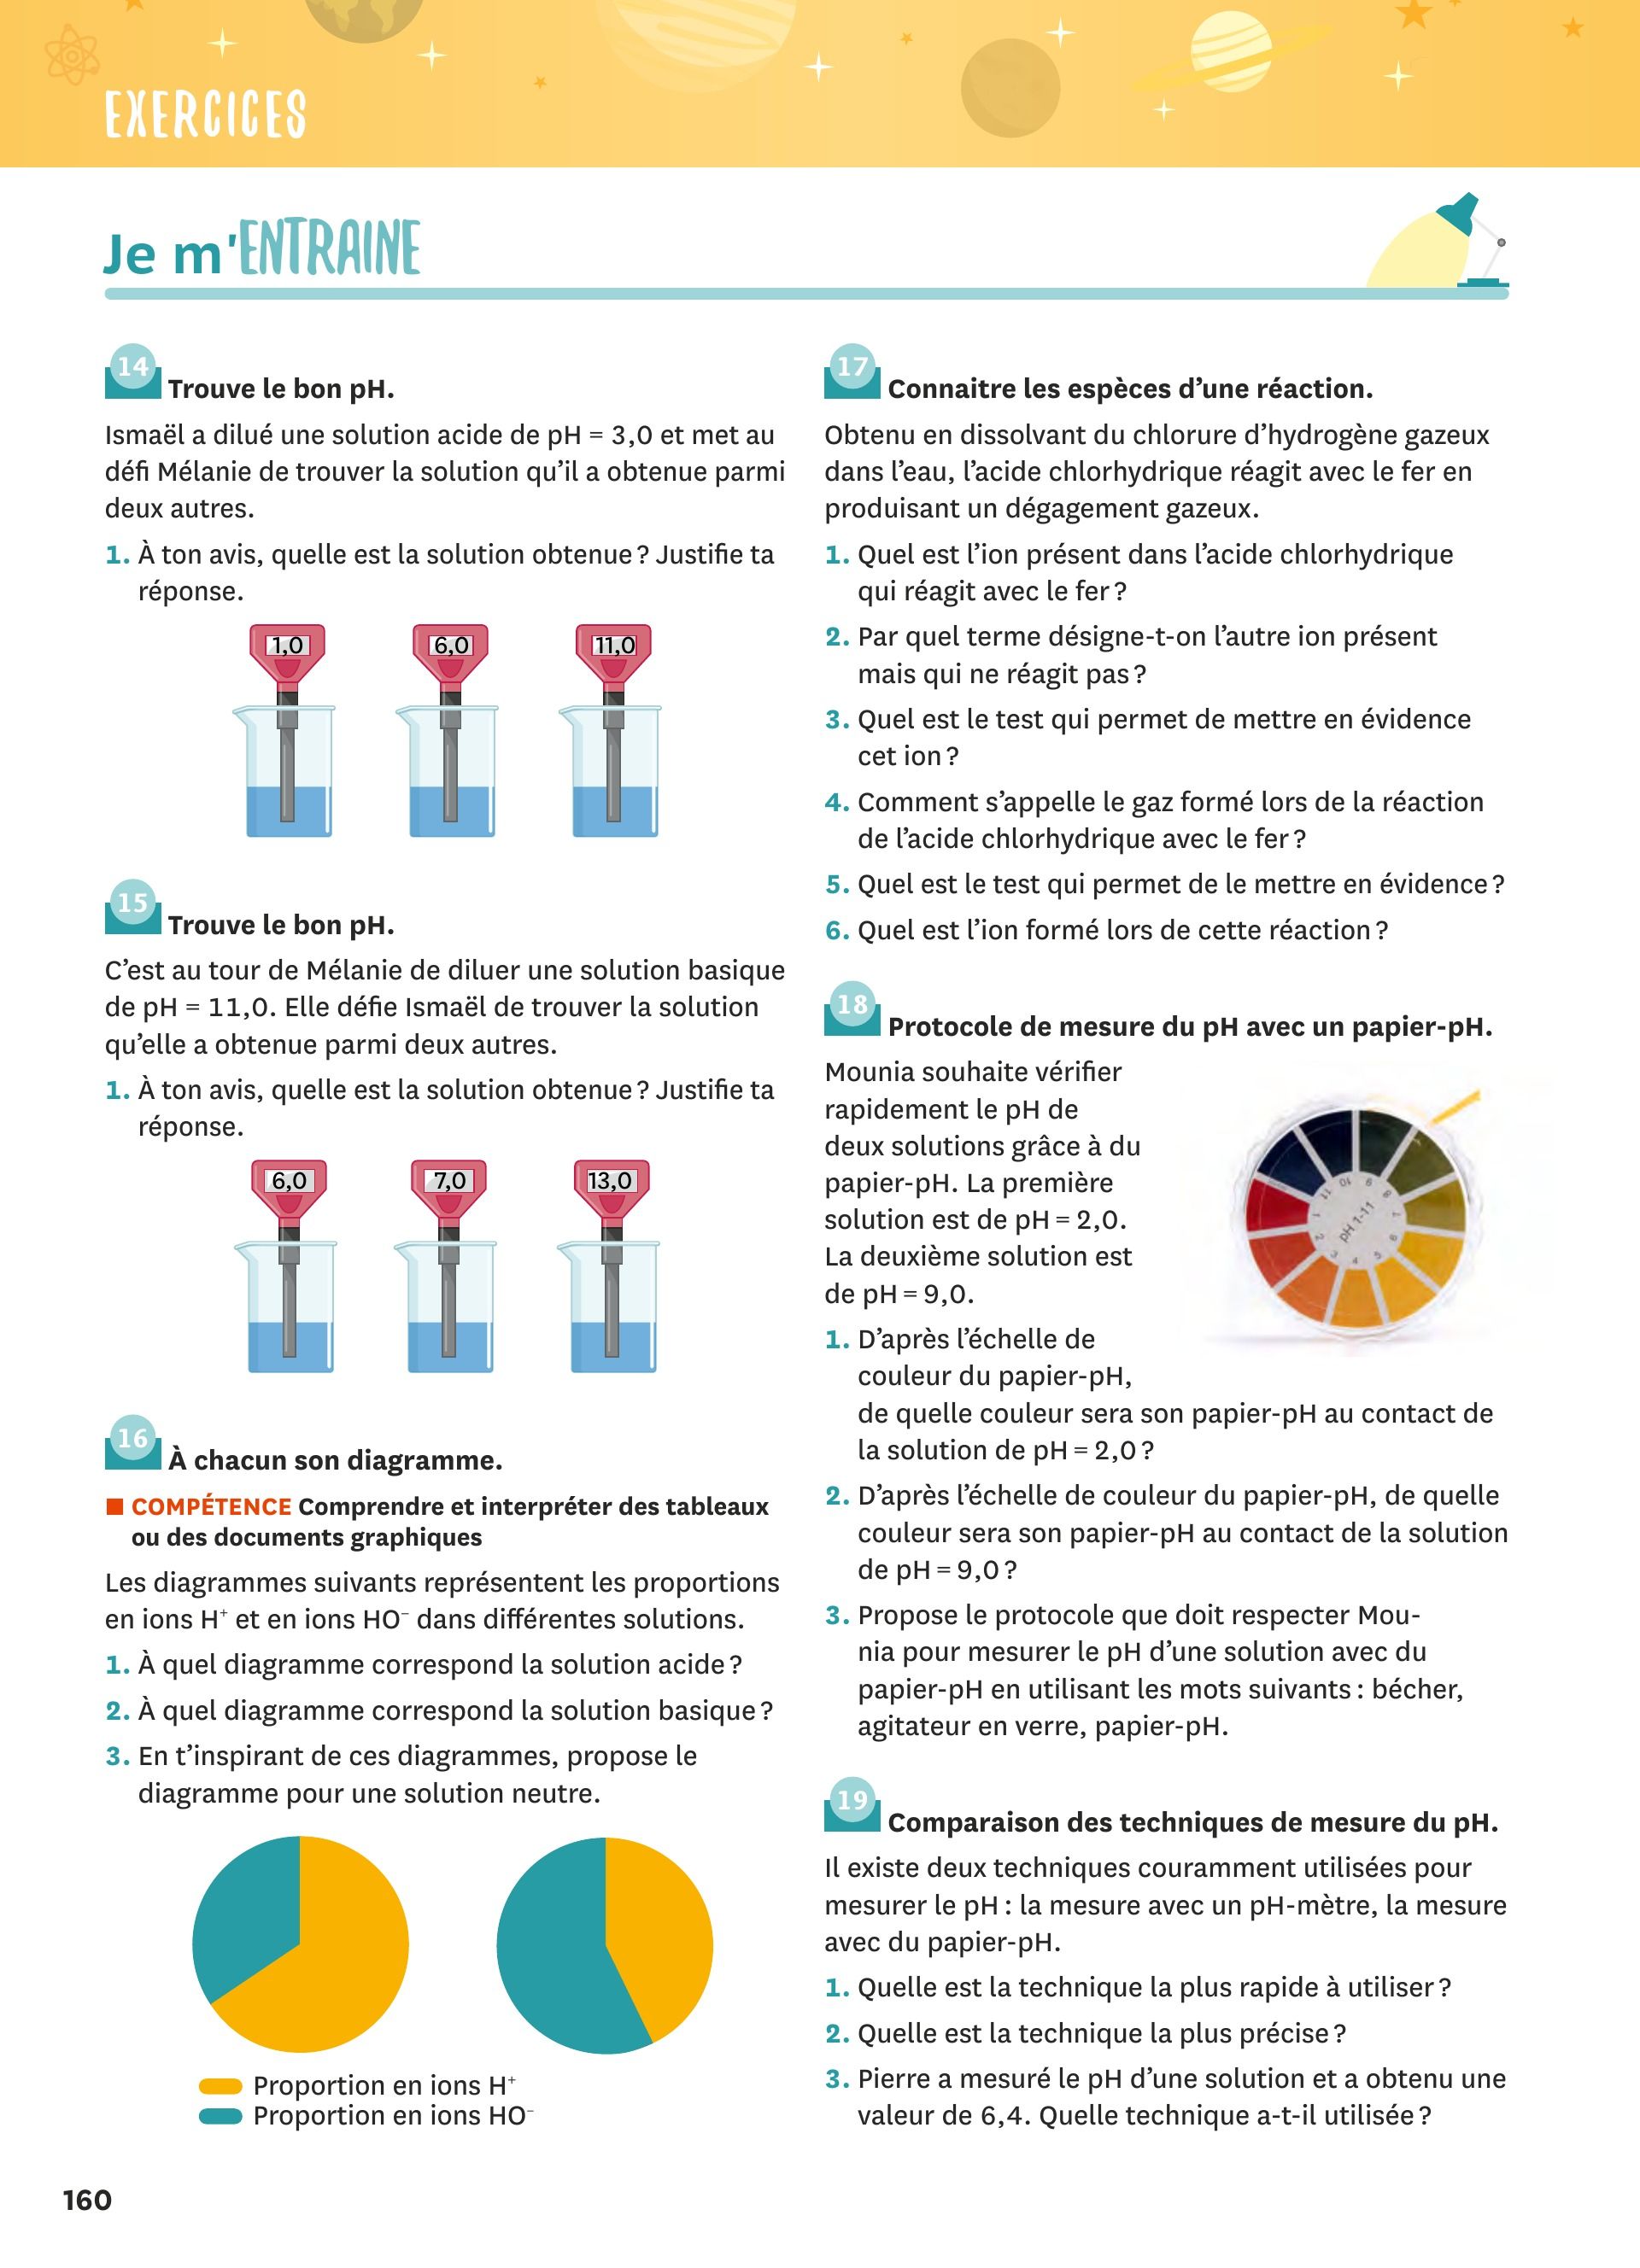 EXERCICES
Je m'ENTRAINE
14 Trouve le bon pH.
Ismaël a dilué une solution acide de pH = 3,0 et met au
défi Mélanie de trouver la solution qu'il a obtenue parmi
deux autres.
1. À ton avis, quelle est la solution obtenue ? Justifie ta
réponse.
1,0 6,0 11,0
15 Trouve le bon pH.
C'est au tour de Mélanie de diluer une solution basique
de pH = 11,0. Elle défie Ismaël de trouver la solution
qu'elle a obtenue parmi deux autres.
1. À ton avis, quelle est la solution obtenue ? Justifie ta
réponse.
6,0 7,0 13,0
16 À chacun son diagramme.
COMPÉTENCE Comprendre et interpréter des tableaux
ou des documents graphiques
Les diagrammes suivants représentent les proportions
en ions H⁺ et en ions HO⁻ dans différentes solutions.
1. À quel diagramme correspond la solution acide ?
2. À quel diagramme correspond la solution basique ?
3. En t'inspirant de ces diagrammes, propose le
diagramme pour une solution neutre.
Proportion en ions H⁺
Proportion en ions HO⁻
17 Connaitre les espèces d'une réaction.
Obtenu en dissolvant du chlorure d'hydrogène gazeux
dans l'eau, l'acide chlorhydrique réagit avec le fer en
produisant un dégagement gazeux.
1. Quel est l'ion présent dans l'acide chlorhydrique
qui réagit avec le fer ?
2. Par quel terme désigne-t-on l'autre ion présent
mais qui ne réagit pas ?
3. Quel est le test qui permet de mettre en évidence
cet ion ?
4. Comment s'appelle le gaz formé lors de la réaction
de l'acide chlorhydrique avec le fer ?
5. Quel est le test qui permet de le mettre en évidence ?
6. Quel est l'ion formé lors de cette réaction ?
18 Protocole de mesure du pH avec un papier-pH.
Mounia souhaite vérifier
rapidement le pH de
deux solutions grâce à du
papier-pH. La première
solution est de pH = 2,0.
La deuxième solution est
de pH = 9,0.
pH 1-11
1 2 3 4 5 6 7 8 9 10 11
1. D'après l'échelle de
couleur du papier-pH,
de quelle couleur sera son papier-pH au contact de
la solution de pH = 2,0 ?
2. D'après l'échelle de couleur du papier-pH, de quelle
couleur sera son papier-pH au contact de la solution
de pH = 9,0 ?
3. Propose le protocole que doit respecter Mou-
nia pour mesurer le pH d'une solution avec du
papier-pH en utilisant les mots suivants : bécher,
agitateur en verre, papier-pH.
19 Comparaison des techniques de mesure du pH.
Il existe deux techniques couramment utilisées pour
mesurer le pH : la mesure avec un pH-mètre, la mesure
avec du papier-pH.
1. Quelle est la technique la plus rapide à utiliser ?
2. Quelle est la technique la plus précise ?
3. Pierre a mesuré le pH d'une solution et a obtenu une
valeur de 6,4. Quelle technique a-t-il utilisée ?
160